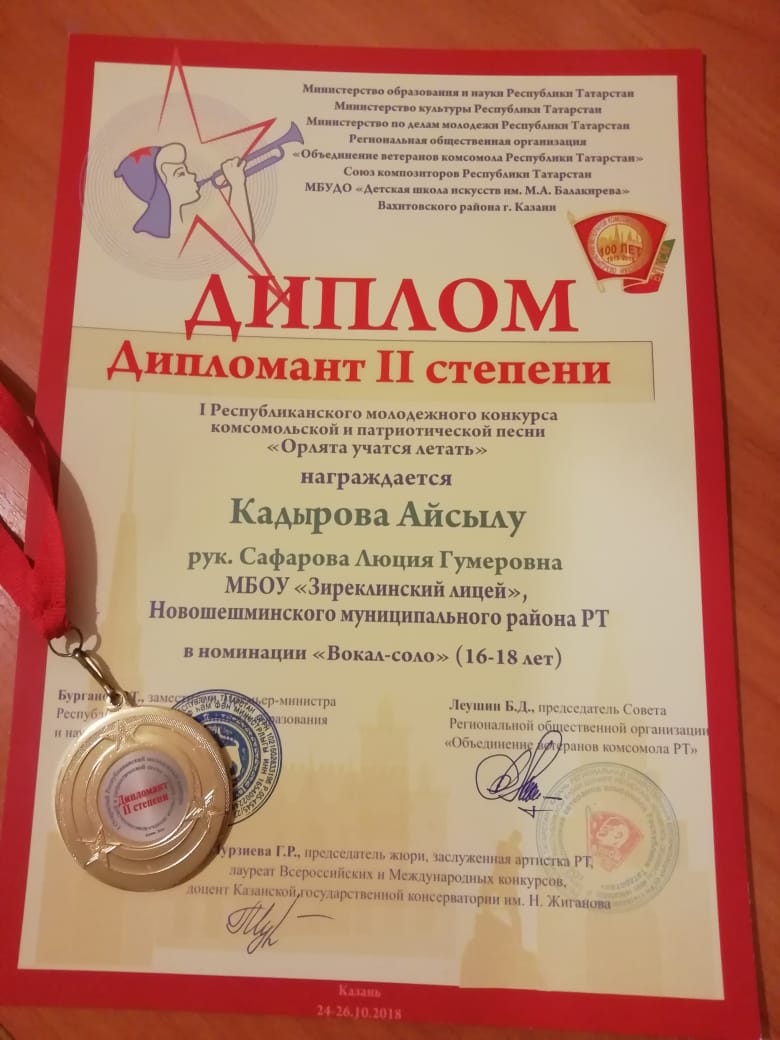 Министерство образования и науки Республики Татарстан
Министерство культуры Республики Татарстан
Министерство по делам молодежи Республики Татарстан
Региональная общественная организация
«Объединение ветеранов комсомола Республики Татарстан»
Союз композиторов Республики Татарстан
МБУДО «Детская школа искусств им. М.А. Балакирева»
Вахитовского района г. Казани
100 ЛЕТ
ДИПЛОМ
Дипломант II степени
I Республиканского молодежного конкурса
комсомольской и патриотической песни
«Орлята учатся летать»
награждается
Кадырова Айсылу
рук. Сафарова Люция Гумеровна
МБОУ «Зиреклинский лицей»,
Новошешминского муниципального района РТ
в номинации «Вокал-соло» (16-18 лет)
Леушин Б.Д., председатель Совета
Региональной общественной организации
«Объединение ветеранов комсомола РТ»
Дипломант
II степени
Г.Р., председатель жюри, заслуженная артистка РТ,
лауреат Всероссийских и Международных конкурсов,
доцент Казанской государственной консерватории им. Н. Жиганова
Казань
24-26.10.2018